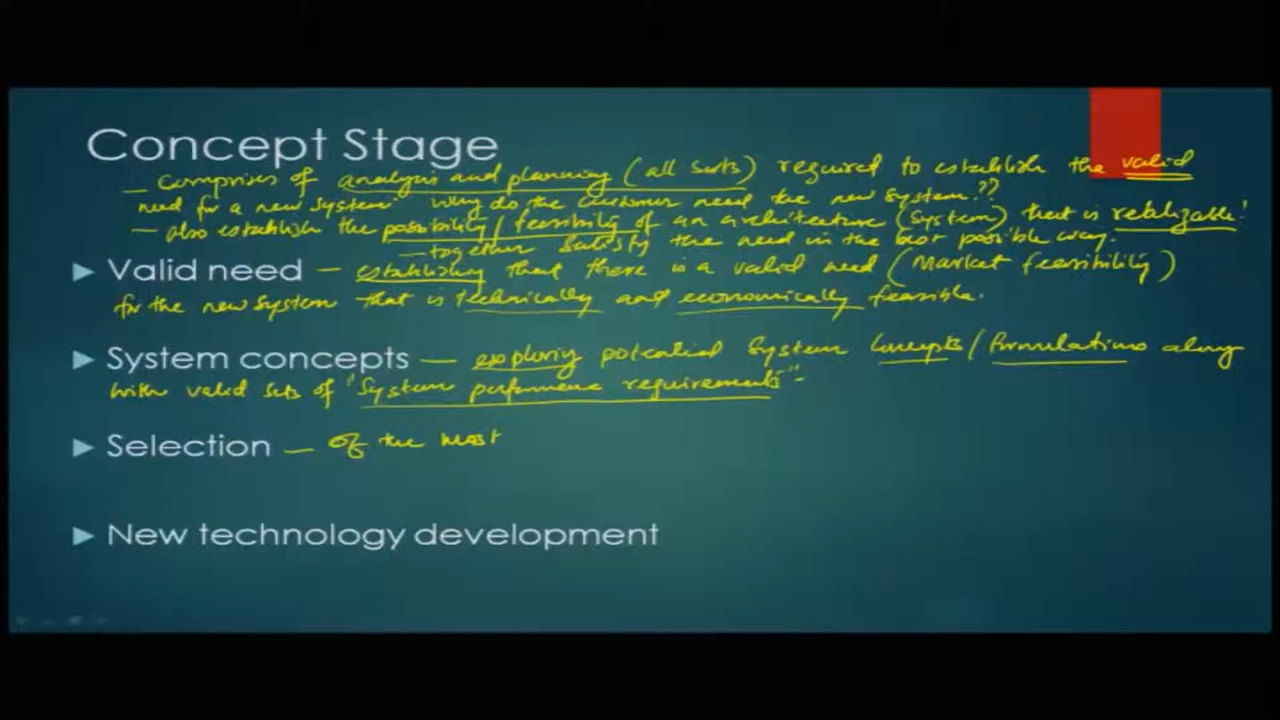 Concept Stage
— comprises of analysis and planning (all sorts) required to establish the valid
need for a new system. Why do the customer need the new system??
— also establish the possibility / feasibility of an architecture (system) that is realizable!
— together satisfy the need in the best possible way.
Valid need — establishing that there is a valid need (Market feasibility)
for the new system that is technically and economically feasible.
System concepts — exploring potential system concepts / formulations along
with valid sets of "System performance requirements"-
Selection — of the most
New technology development